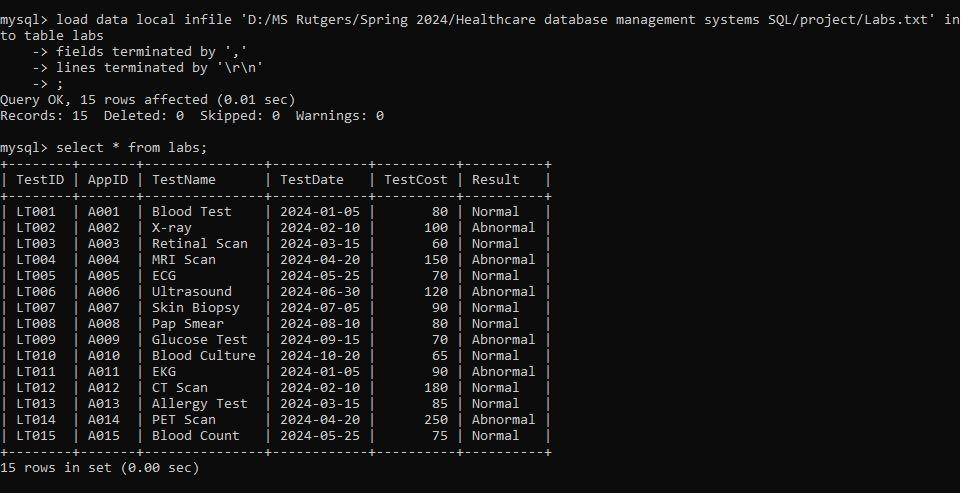 mysql> load data local infile 'D:/MS Rutgers/Spring 2024/Healthcare database management systems SQL/project/Labs.txt' in
to table labs
    -> fields terminated by ','
    -> lines terminated by '\r\n'
    -> ;
Query OK, 15 rows affected (0.01 sec)
Records: 15  Deleted: 0  Skipped: 0  Warnings: 0

mysql> select * from labs;
+--------+-------+---------------+------------+----------+----------+
| TestID | AppID | TestName      | TestDate   | TestCost | Result   |
+--------+-------+---------------+------------+----------+----------+
| LT001  | A001  | Blood Test    | 2024-01-05 |       80 | Normal   |
| LT002  | A002  | X-ray         | 2024-02-10 |      100 | Abnormal |
| LT003  | A003  | Retinal Scan  | 2024-03-15 |       60 | Normal   |
| LT004  | A004  | MRI Scan      | 2024-04-20 |      150 | Abnormal |
| LT005  | A005  | ECG           | 2024-05-25 |       70 | Normal   |
| LT006  | A006  | Ultrasound    | 2024-06-30 |      120 | Abnormal |
| LT007  | A007  | Skin Biopsy   | 2024-07-05 |       90 | Normal   |
| LT008  | A008  | Pap Smear     | 2024-08-10 |       80 | Normal   |
| LT009  | A009  | Glucose Test  | 2024-09-15 |       70 | Abnormal |
| LT010  | A010  | Blood Culture | 2024-10-20 |       65 | Normal   |
| LT011  | A011  | EKG           | 2024-01-05 |       90 | Abnormal |
| LT012  | A012  | CT Scan       | 2024-02-10 |      180 | Normal   |
| LT013  | A013  | Allergy Test  | 2024-03-15 |       85 | Normal   |
| LT014  | A014  | PET Scan      | 2024-04-20 |      250 | Abnormal |
| LT015  | A015  | Blood Count   | 2024-05-25 |       75 | Normal   |
+--------+-------+---------------+------------+----------+----------+
15 rows in set (0.00 sec)